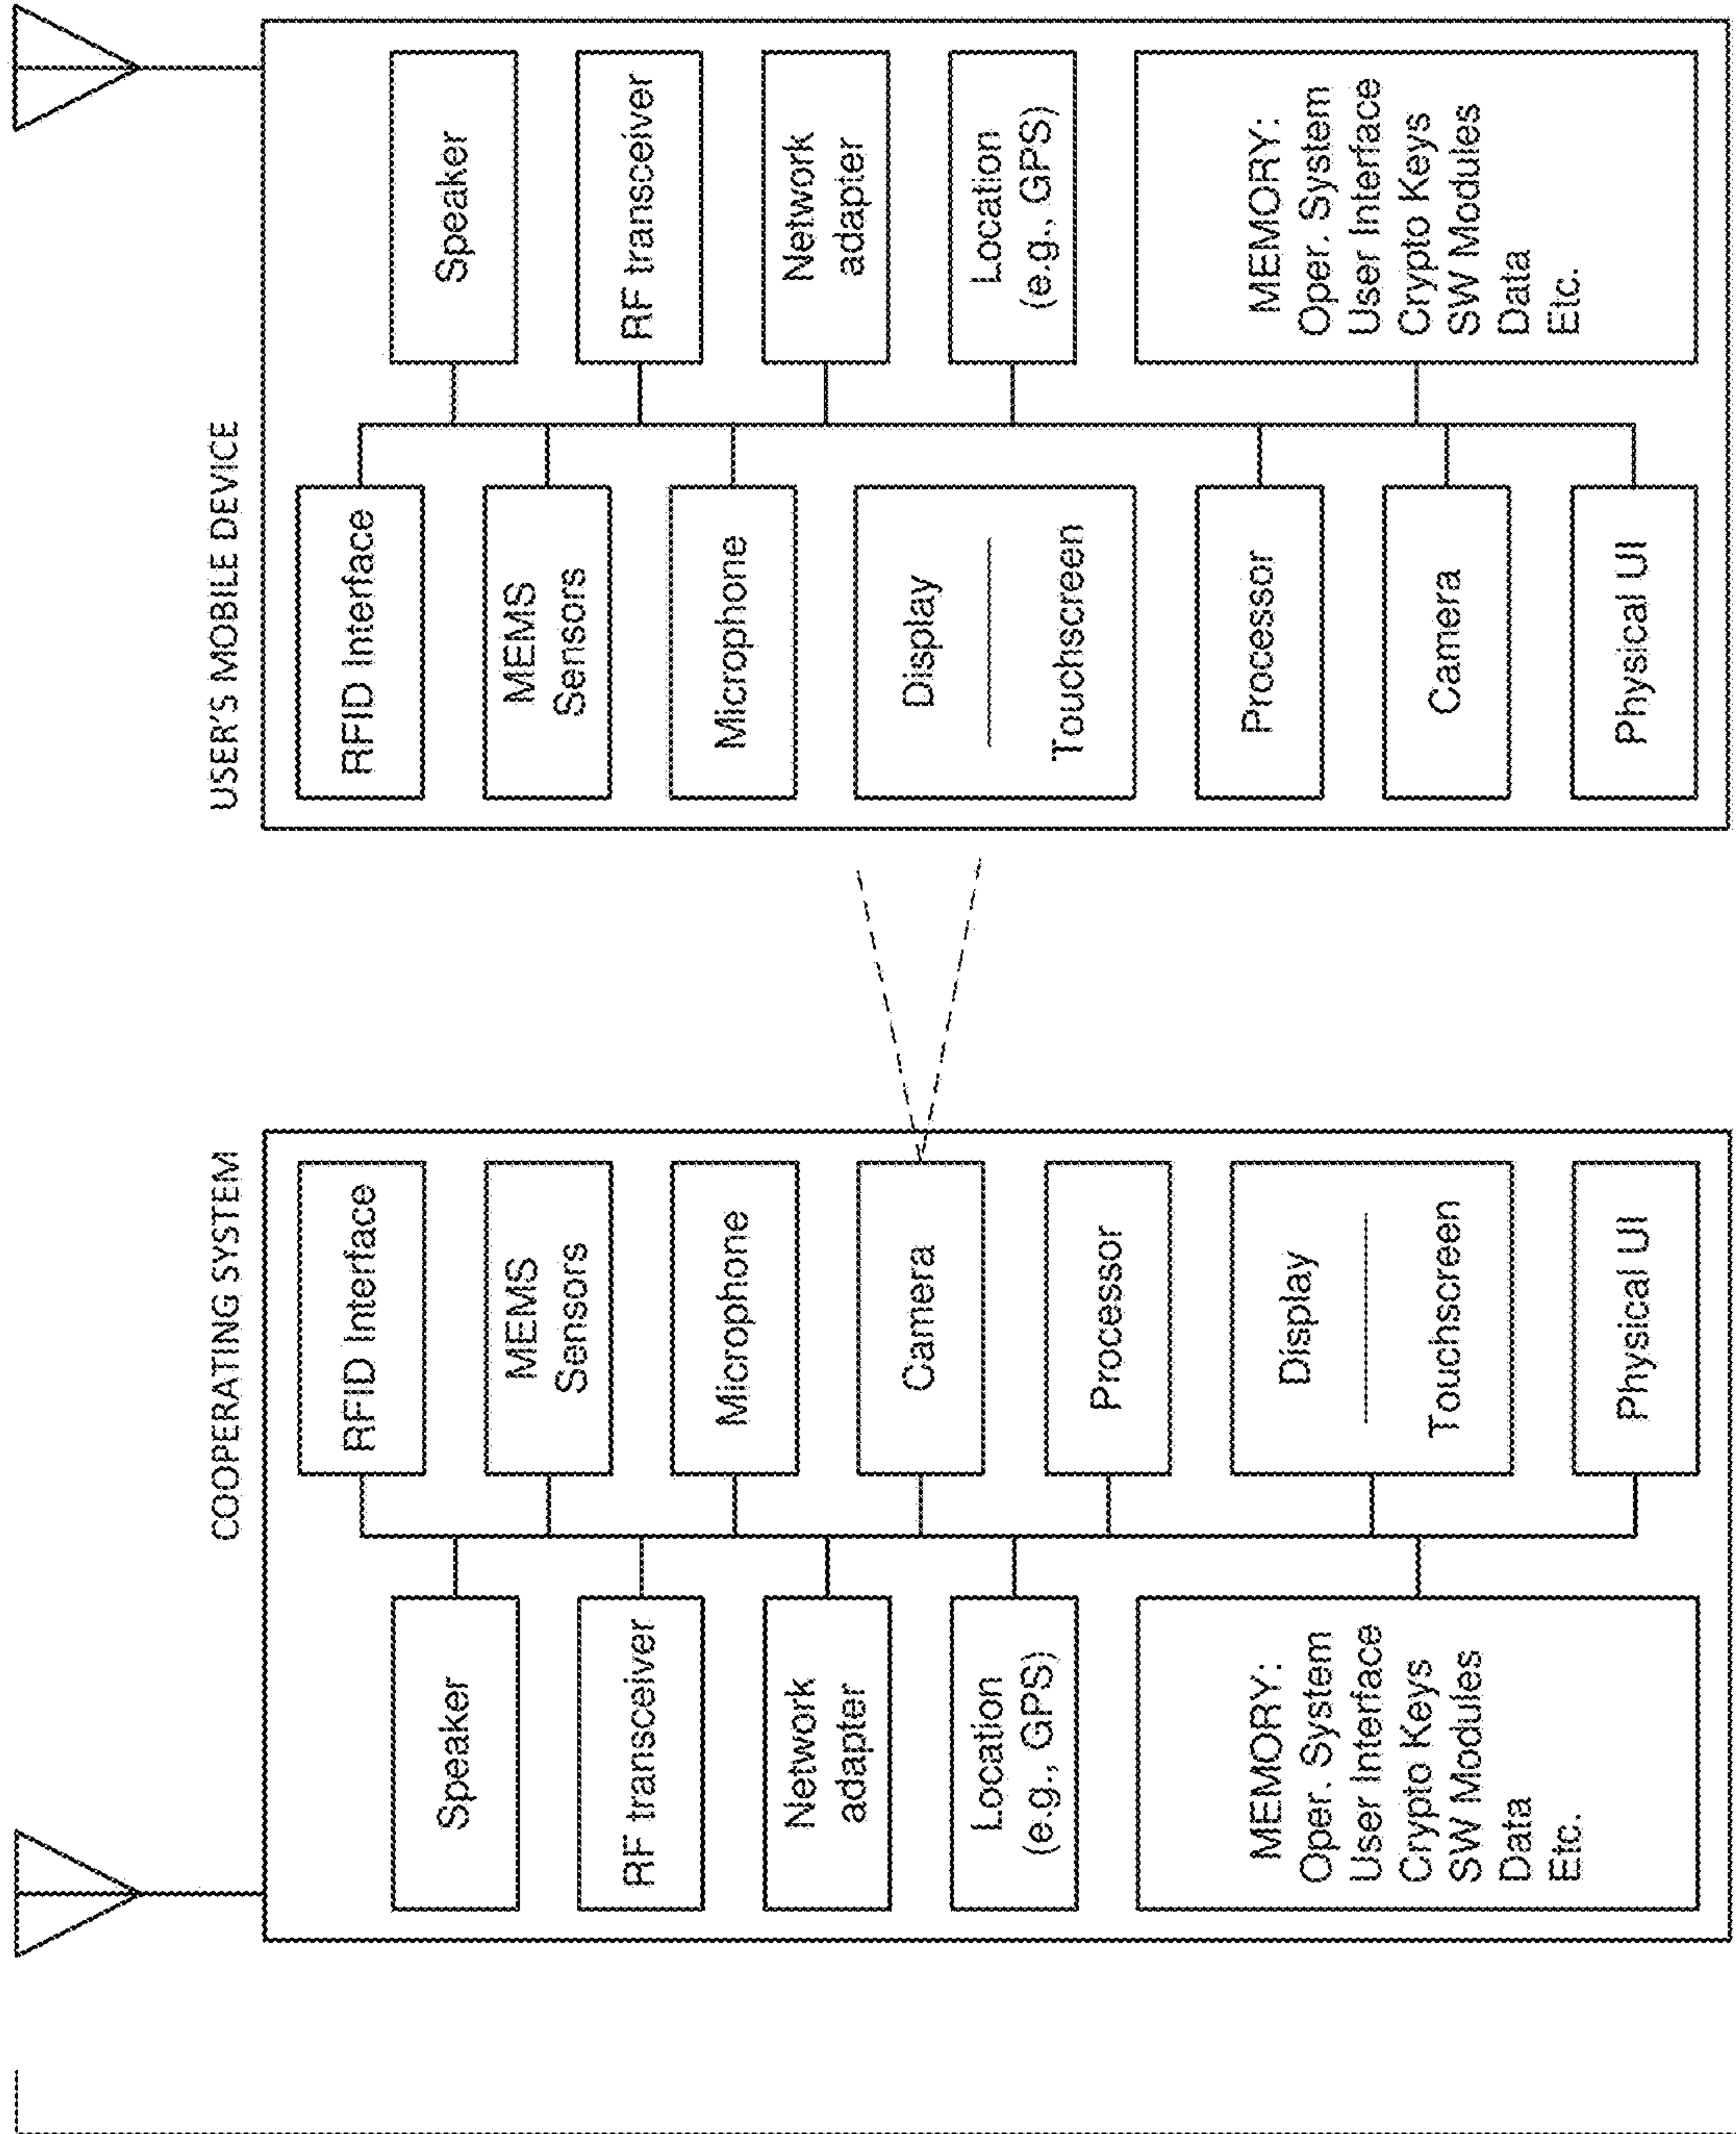 COOPERATING SYSTEM
Speaker
RF transceiver
Network
adapter
Location
(e.g., GPS)
MEMORY:
Oper. System
User Interface
Crypto Keys
SW Modules
Data
Etc.
RFID Interface
MEMS
Sensors
Microphone
Camera
Processor
Display
Touchscreen
Physical UI
USER'S MOBILE DEVICE
RFID Interface
MEMS
Sensors
Microphone
Display
Touchscreen
Processor
Camera
Physical UI
Speaker
RF transceiver
Network
adapter
Location
(e.g., GPS)
MEMORY:
Oper. System
User Interface
Crypto Keys
SW Modules
Data
Etc.